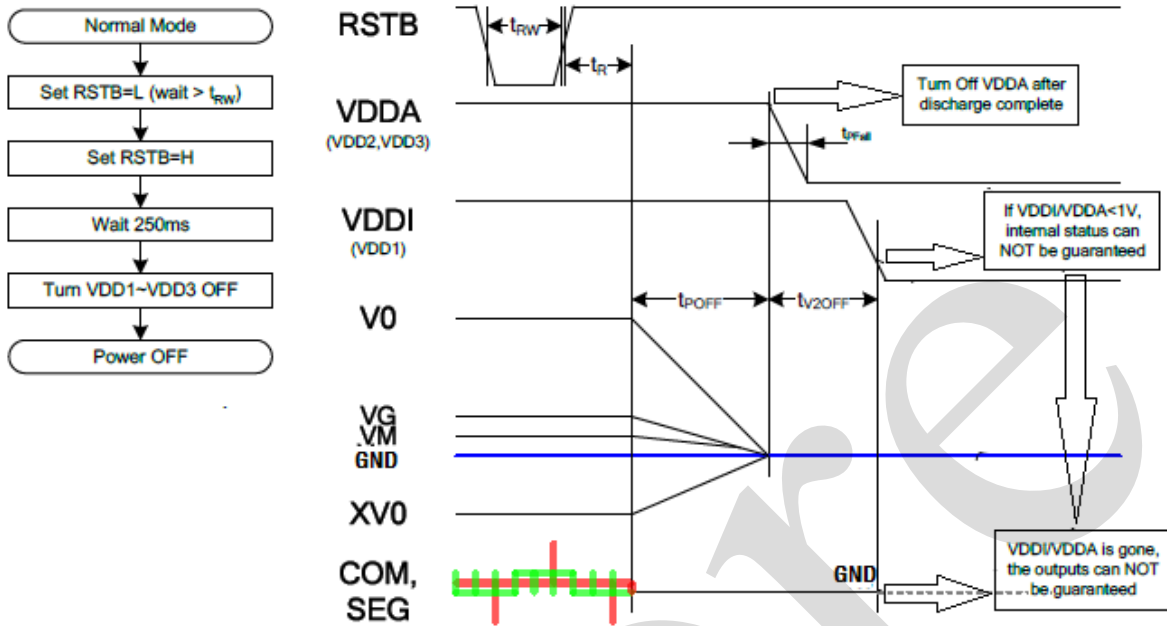 Normal Mode
Set RSTB=L (wait > tRW)
Set RSTB=H
Wait 250ms
Turn VDD1~VDD3 OFF
Power OFF
RSTB
tRW
tR
VDDA
(VDD2,VDD3)
tPFall
Turn Off VDDA after
discharge complete
VDDI
(VDD1)
If VDDI/VDDA<1V,
internal status can
NOT be guaranteed
tPOFF
tV2OFF
V0
VG
VM
GND
XV0
COM,
SEG
GND
VDDI/VDDA is gone,
the outputs can NOT
be guaranteed